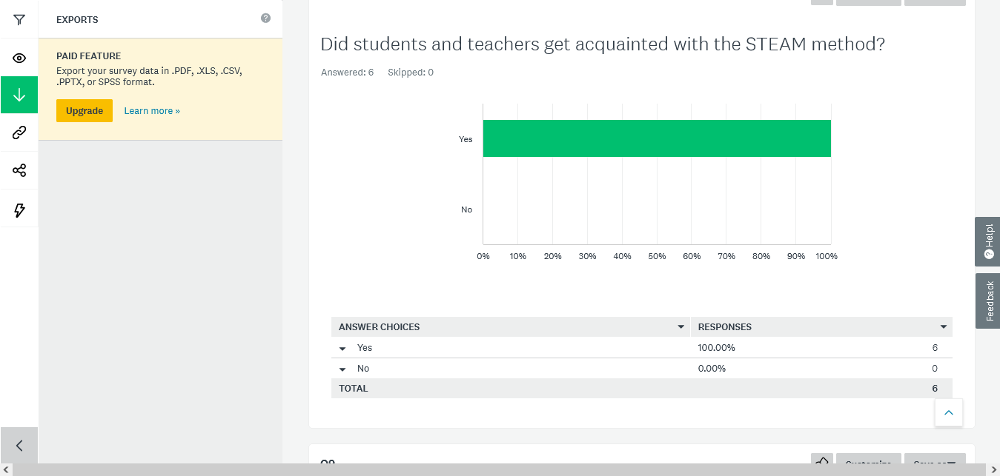 EXPORTS
PAID FEATURE
Export your survey data in .PDF, .XLS, .CSV,
.PPTX, or SPSS format.
Upgrade Learn more »
Did students and teachers get acquainted with the STEAM method?
Answered: 6 Skipped: 0
Yes
No
0% 10% 20% 30% 40% 50% 60% 70% 80% 90% 100%
ANSWER CHOICES RESPONSES
Yes 100.00% 6
No 0.00% 0
TOTAL 6
Help!
Feedback
Customize Save as